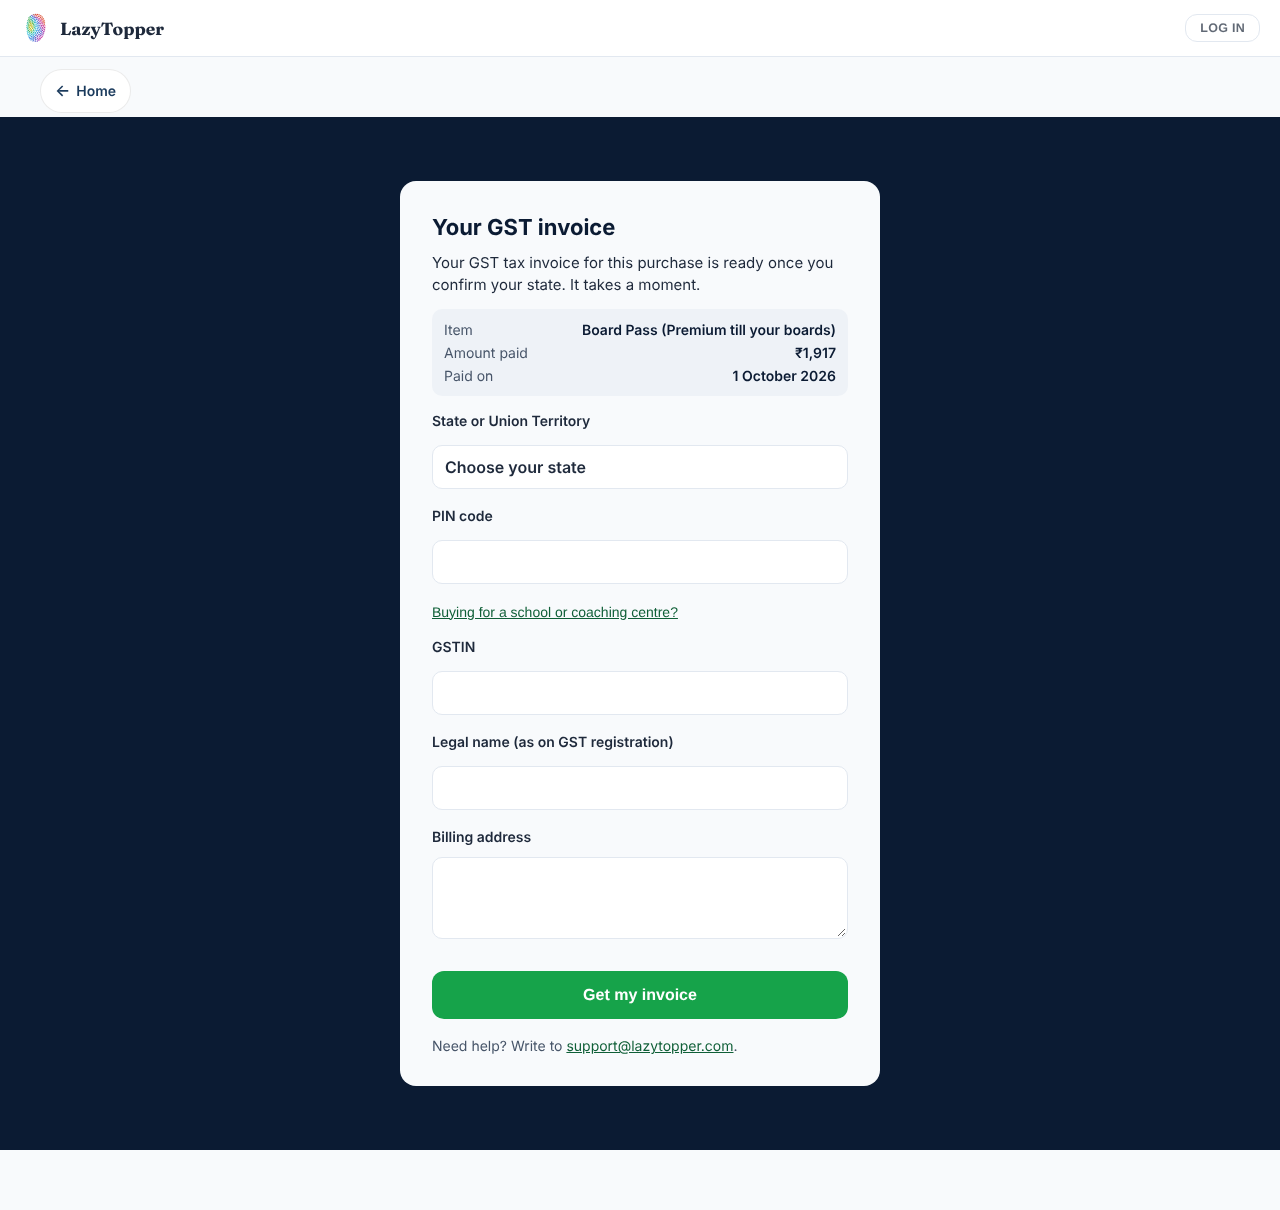 LazyTopper
LOG IN
← Home
Your GST invoice
Your GST tax invoice for this purchase is ready once you
confirm your state. It takes a moment.
Item Board Pass (Premium till your boards)
Amount paid ₹1,917
Paid on 1 October 2026
State or Union Territory
Choose your state
PIN code
Buying for a school or coaching centre?
GSTIN
Legal name (as on GST registration)
Billing address
Get my invoice
Need help? Write to support@lazytopper.com.